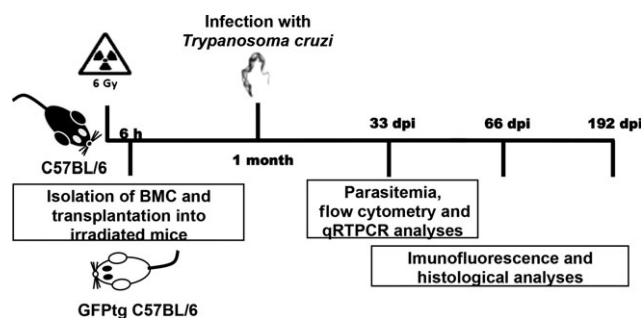 Infection with
Trypanosoma cruzi
6 Gy
6 h
33 dpi
66 dpi
192 dpi
C57BL/6
1 month
Isolation of BMC and
transplantation into
irradiated mice
Parasitemia,
flow cytometry and
qRTPCR analyses
Imunofluorescence and
histological analyses
GFPtg C57BL/6